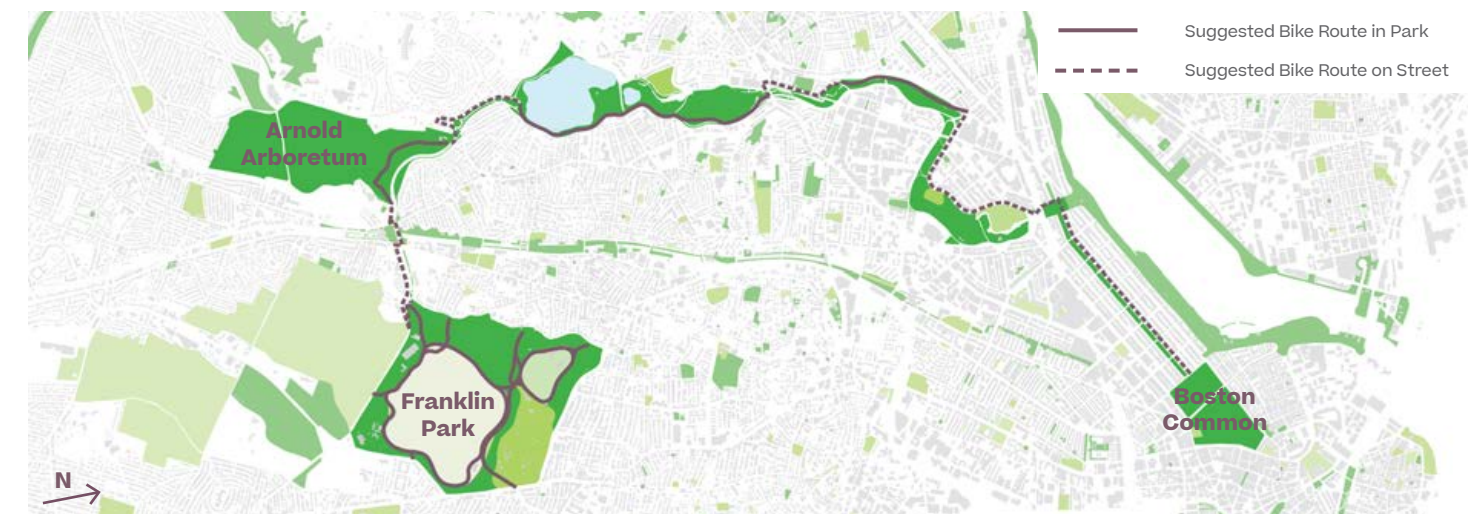 Suggested Bike Route in Park
Suggested Bike Route on Street
Arnold
Arboretum
Franklin
Park
Boston
Common
N